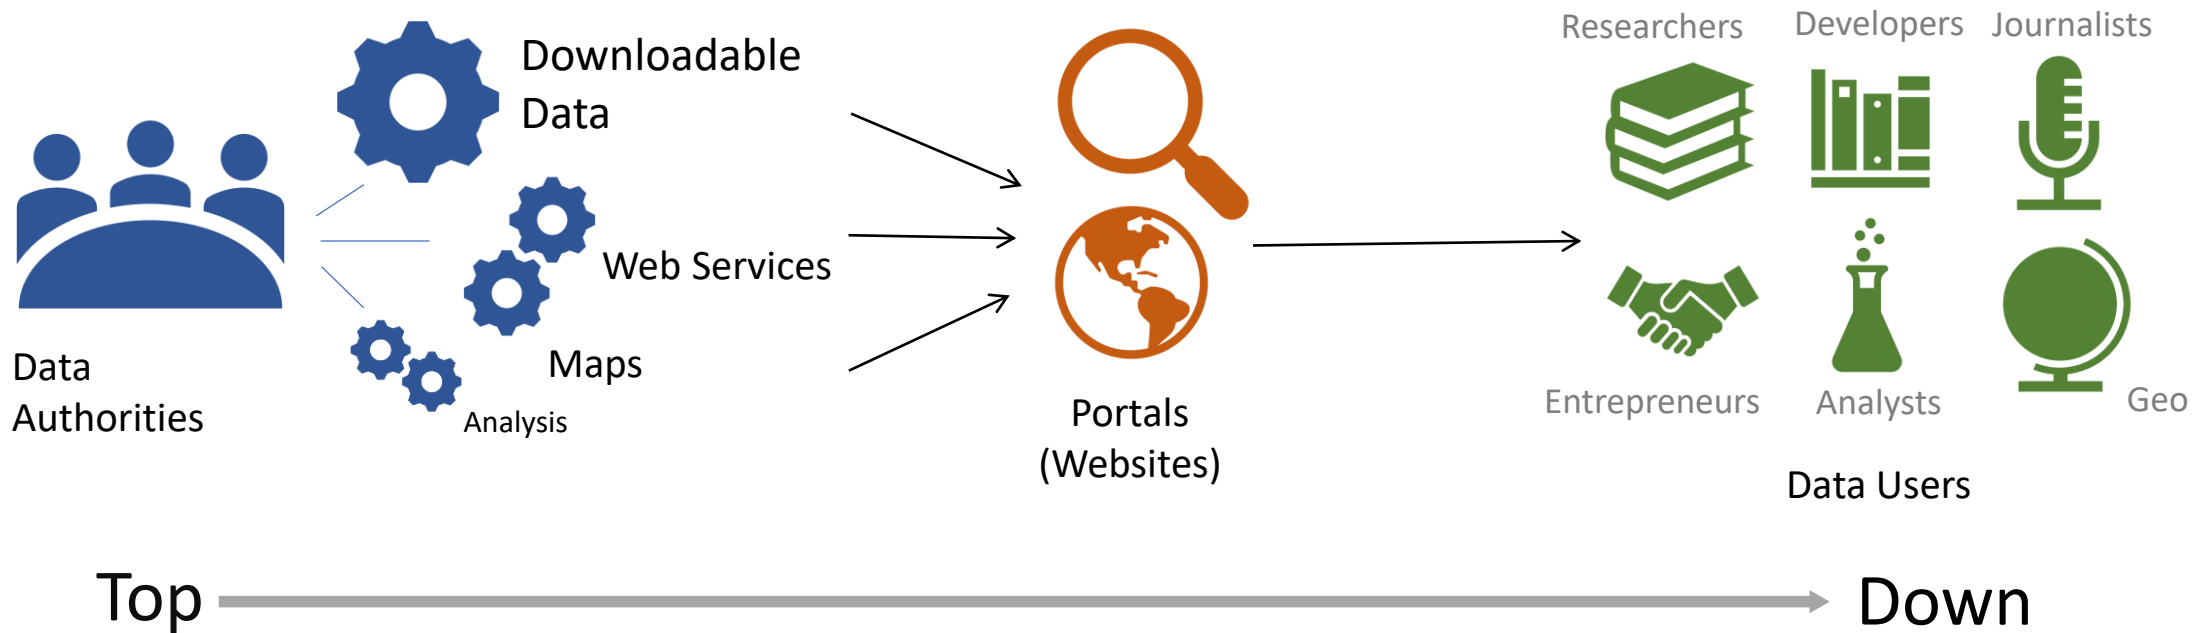 Downloadable
Data
Web Services
Maps
Analysis
Data
Authorities
Portals
(Websites)
Researchers
Developers
Journalists
Entrepreneurs
Analysts
Geo
Data Users
Top
Down